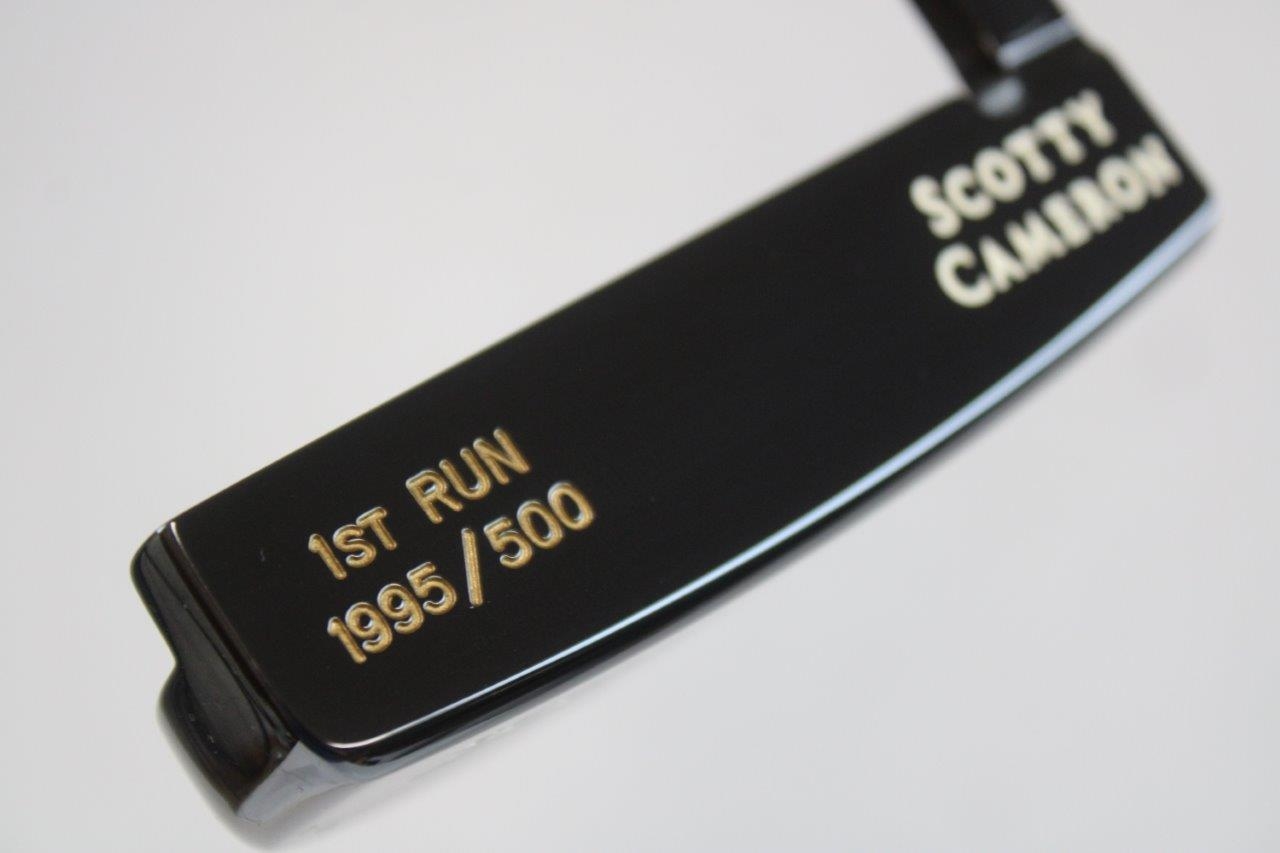 SCOTTY
CAMERON
1ST RUN
1995/500